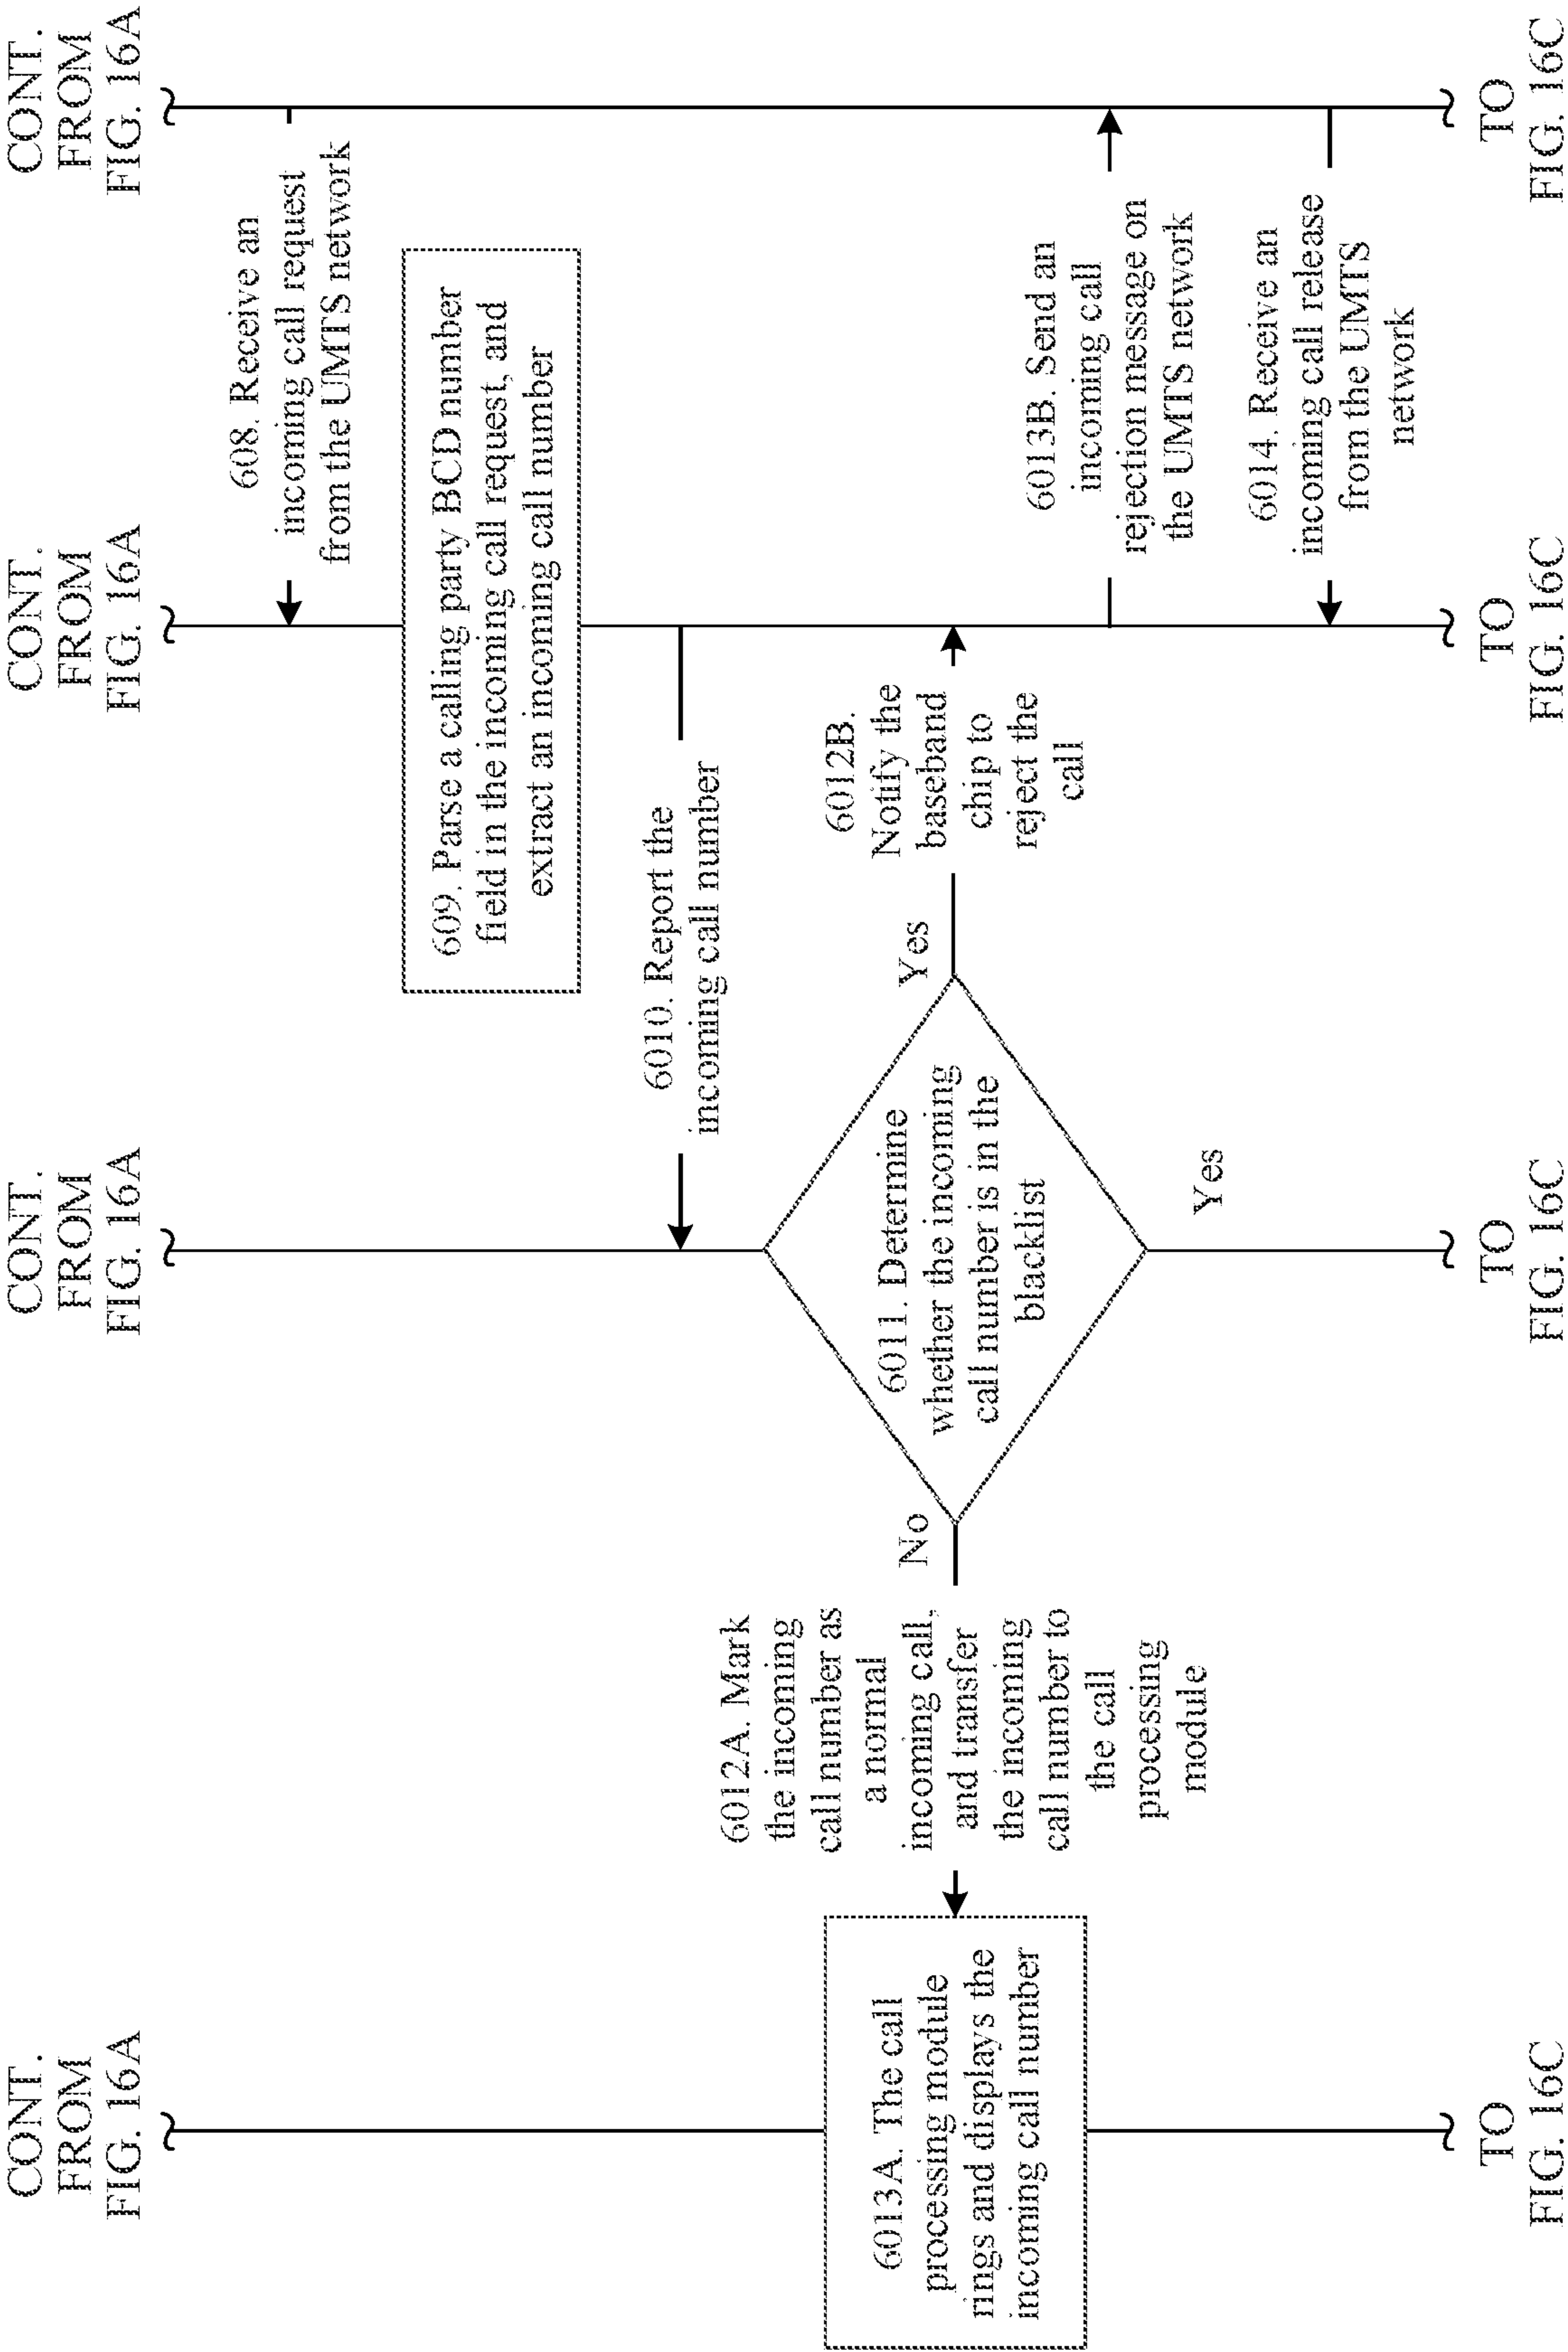 CONT.
FROM
FIG. 16A
CONT.
FROM
FIG. 16A
CONT.
FROM
FIG. 16A
CONT.
FROM
FIG. 16A
608. Receive an
incoming call request
from the UMTS network
609. Parse a calling party BCD number
field in the incoming call request, and
extract an incoming call number
6010. Report the
incoming call number
6011. Determine
whether the incoming
call number is in the
blacklist
No
Yes
Yes
6012A. Mark
the incoming
call number as
a normal
incoming call,
and transfer
the incoming
call number to
the call
processing
module
6012B.
Notify the
baseband
chip to
reject the
call
6013A. The call
processing module
rings and displays the
incoming call number
6013B. Send an
incoming call
rejection message on
the UMTS network
6014. Receive an
incoming call release
from the UMTS
network
TO
FIG. 16C
TO
FIG. 16C
TO
FIG. 16C
TO
FIG. 16C